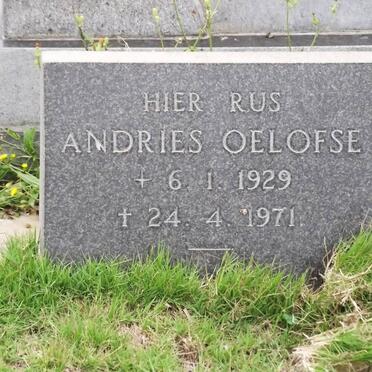 HIER RUS
ANDRIES OELOFSE
+ 6. 1. 1929
† 24. 4. 1971.